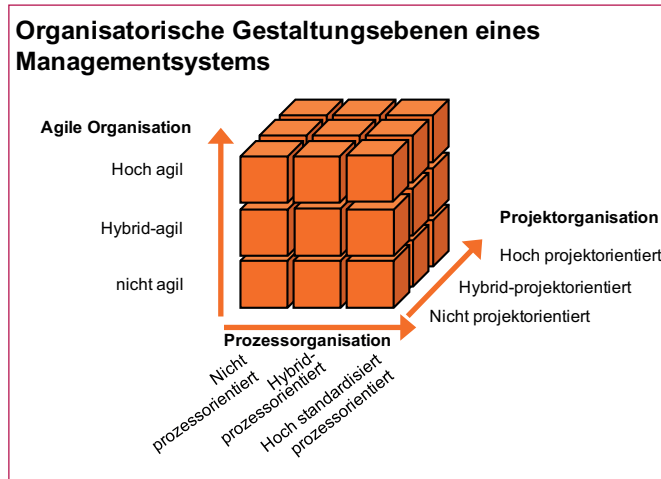 Organisatorische Gestaltungsebenen eines
Managementsystems
Agile Organisation
Hoch agil
Hybrid-agil
nicht agil
Projektorganisation
Hoch projektorientiert
Hybrid-projektorientiert
Nicht projektorientiert
Prozessorganisation
Nicht
prozessorientiert
Hybrid-
prozessorientiert
Hoch standardisiert
prozessorientiert